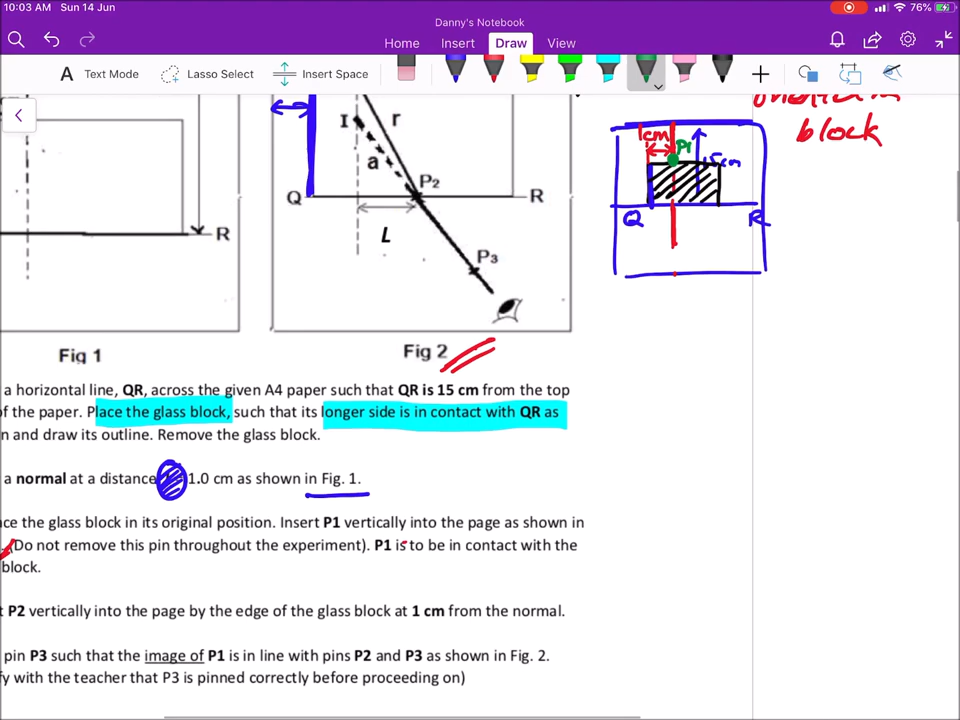 10:03 AM Sun 14 Jun
76%
Danny's Notebook
Home Insert Draw View
Text Mode Lasso Select Insert Space
1cm
P1
15cm
Q R
block
I r
a
P2
Q R
L
P3
R
Fig 1
Fig 2
a horizontal line, QR, across the given A4 paper such that QR is 15 cm from the top
of the paper. Place the glass block, such that its longer side is in contact with QR as
n and draw its outline. Remove the glass block.
a normal at a distance 1.0 cm as shown in Fig. 1.
ace the glass block in its original position. Insert P1 vertically into the page as shown in
(Do not remove this pin throughout the experiment). P1 is to be in contact with the
block.
t P2 vertically into the page by the edge of the glass block at 1 cm from the normal.
pin P3 such that the image of P1 is in line with pins P2 and P3 as shown in Fig. 2.
fy with the teacher that P3 is pinned correctly before proceeding on)